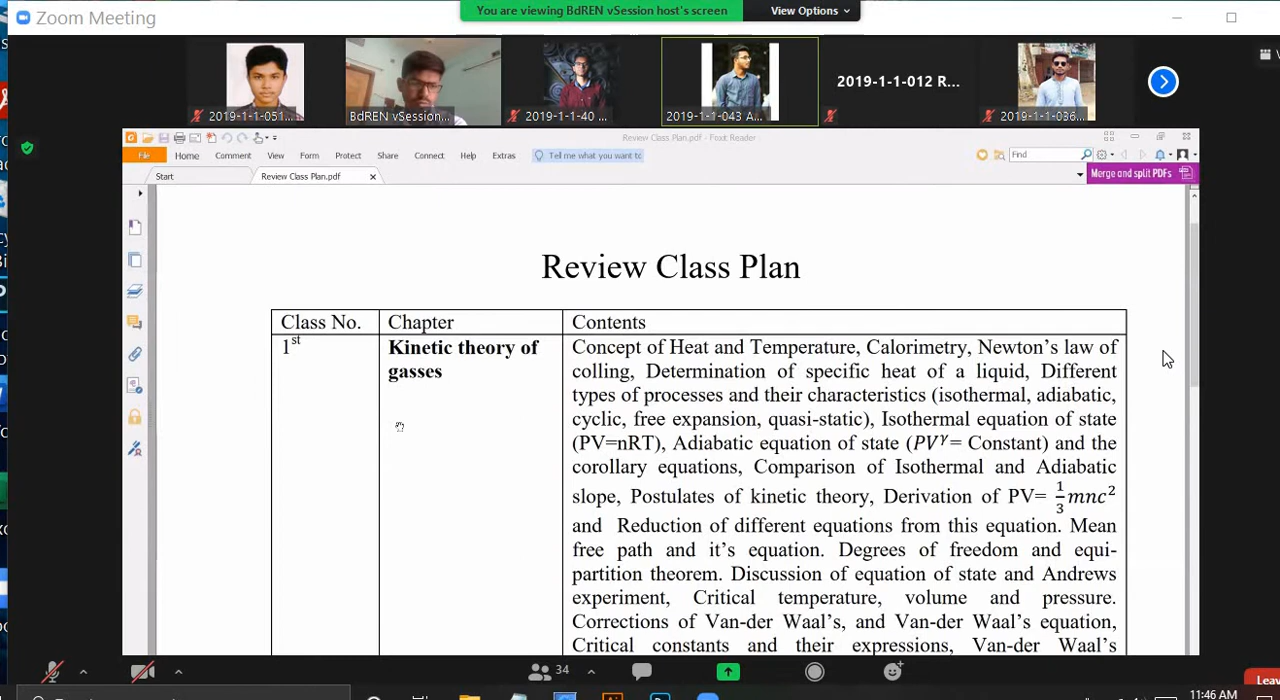 Zoom Meeting
You are viewing BdREN vSession host's screen
View Options
2019-1-1-051...
BdREN vSession...
2019-1-1-40 ...
2019-1-1-043 A...
2019-1-1-012 R...
2019-1-1-036...
Review Class Plan.pdf - Foxit Reader
File Home Comment View Form Protect Share Connect Help Extras Tell me what you want to Find
Start Review Class Plan.pdf Merge and split PDFs
Review Class Plan
Class No. Chapter Contents
1st Kinetic theory of Concept of Heat and Temperature, Calorimetry, Newton's law of
gasses colling, Determination of specific heat of a liquid, Different
types of processes and their characteristics (isothermal, adiabatic,
cyclic, free expansion, quasi-static), Isothermal equation of state
(PV=nRT), Adiabatic equation of state (PV^γ= Constant) and the
corollary equations, Comparison of Isothermal and Adiabatic
slope, Postulates of kinetic theory, Derivation of PV= 1/3 mnc²
and Reduction of different equations from this equation. Mean
free path and it's equation. Degrees of freedom and equi-
partition theorem. Discussion of equation of state and Andrews
experiment, Critical temperature, volume and pressure.
Corrections of Van-der Waal's, and Van-der Waal's equation,
Critical constants and their expressions, Van-der Waal's
34
Leav
11:46 AM